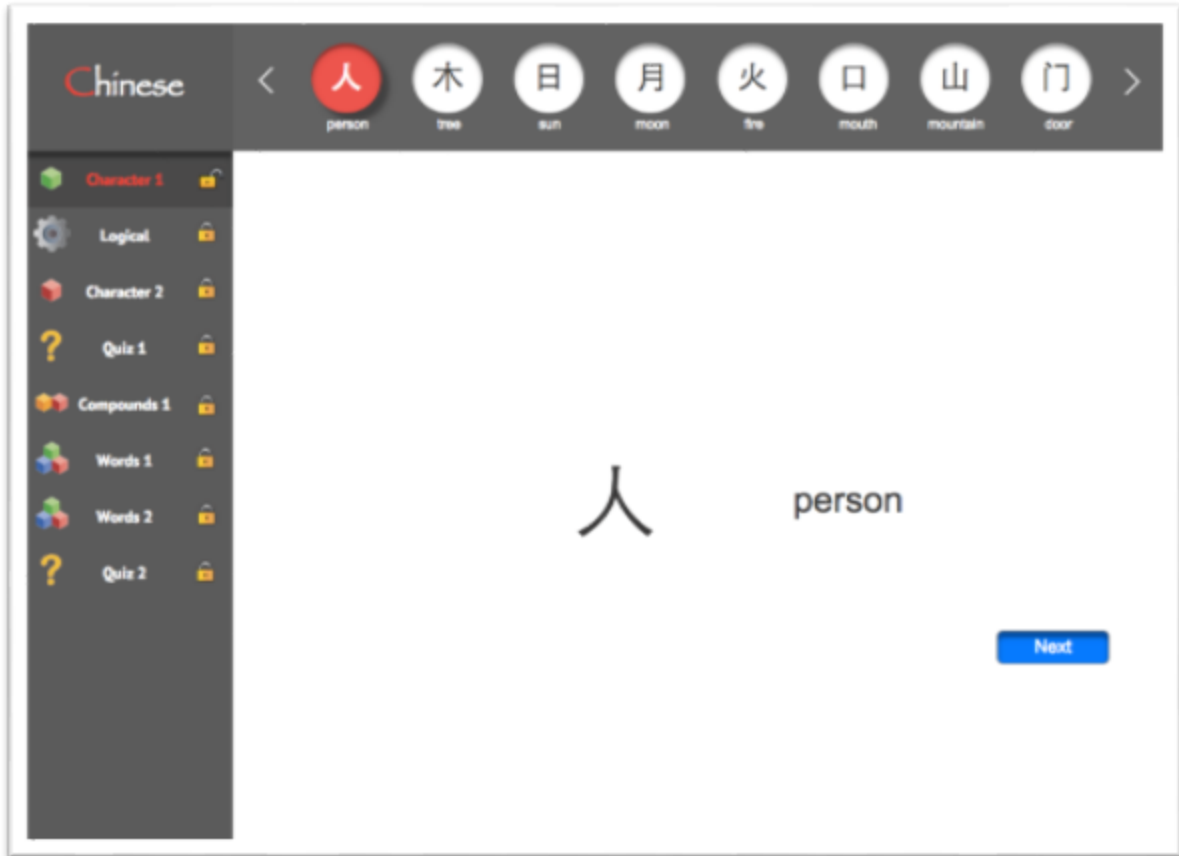 Chinese
人 木 日 月 火 口 山 门
person tree sun moon fire mouth mountain door
Character 1
Logical
Character 2
Quiz 1
Compounds 1
Words 1
Words 2
Quiz 2
人 person
Next